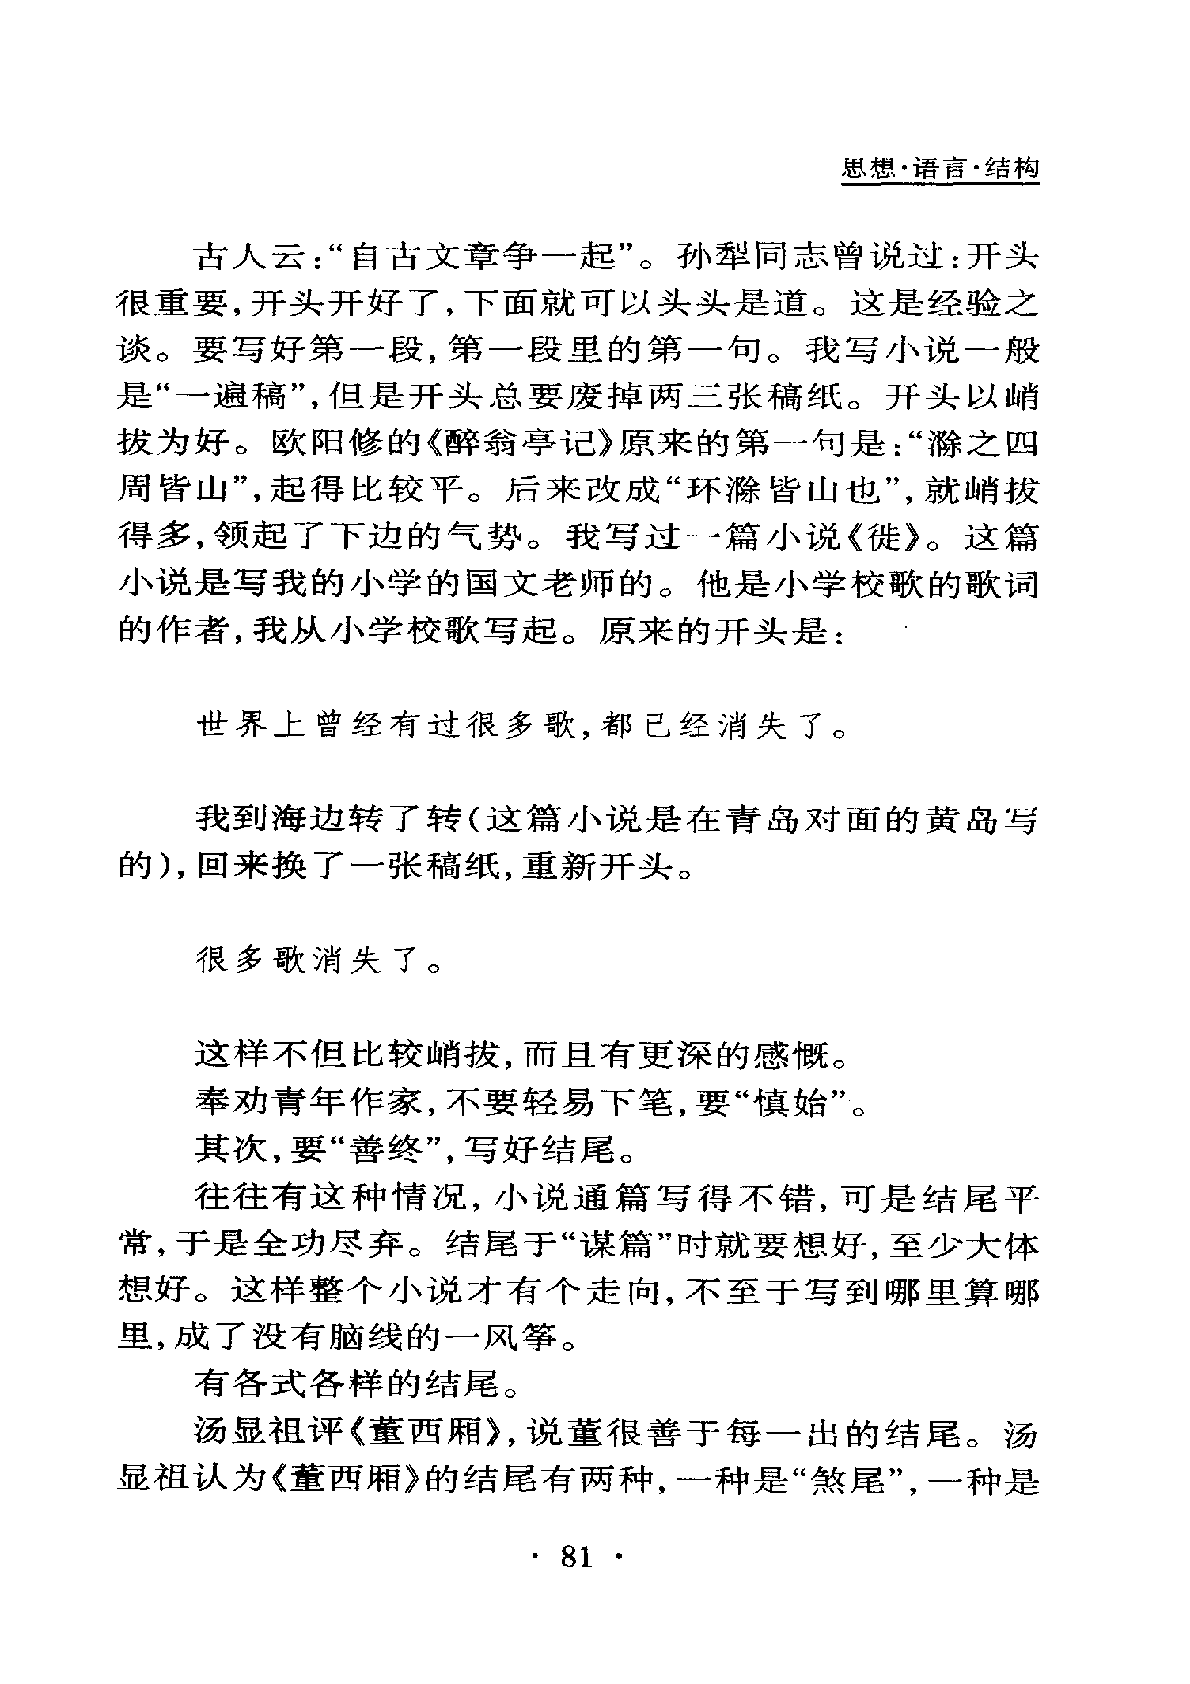 思想·语言·结构
古人云：“自古文章争一起”。孙犁同志曾说过：开头
很重要，开头开好了，下面就可以头头是道。这是经验之
谈。要写好第一段，第一段里的第一句。我写小说一般
是“一遍稿”，但是开头总要废掉两三张稿纸。开头以峭
拔为好。欧阳修的《醉翁亭记》原来的第一句是：“滁之四
周皆山”，起得比较平。后来改成“环滁皆山也”，就峭拔
得多，领起了下边的气势。我写过一篇小说《徙》。这篇
小说是写我的小学的国文老师的。他是小学校歌的歌词
的作者，我从小学校歌写起。原来的开头是：
世界上曾经有过很多歌，都已经消失了。
我到海边转了转（这篇小说是在青岛对面的黄岛写
的），回来换了一张稿纸，重新开头。
很多歌消失了。
这样不但比较峭拔，而且有更深的感慨。
奉劝青年作家，不要轻易下笔，要“慎始”。
其次，要“善终”，写好结尾。
往往有这种情况，小说通篇写得不错，可是结尾平
常，于是全功尽弃。结尾于“谋篇”时就要想好，至少大体
想好。这样整个小说才有个走向，不至于写到哪里算哪
里，成了没有脑线的一风筝。
有各式各样的结尾。
汤显祖评《董西厢》，说董很善于每一出的结尾。汤
显祖认为《董西厢》的结尾有两种，一种是“煞尾”，一种是
· 81 ·